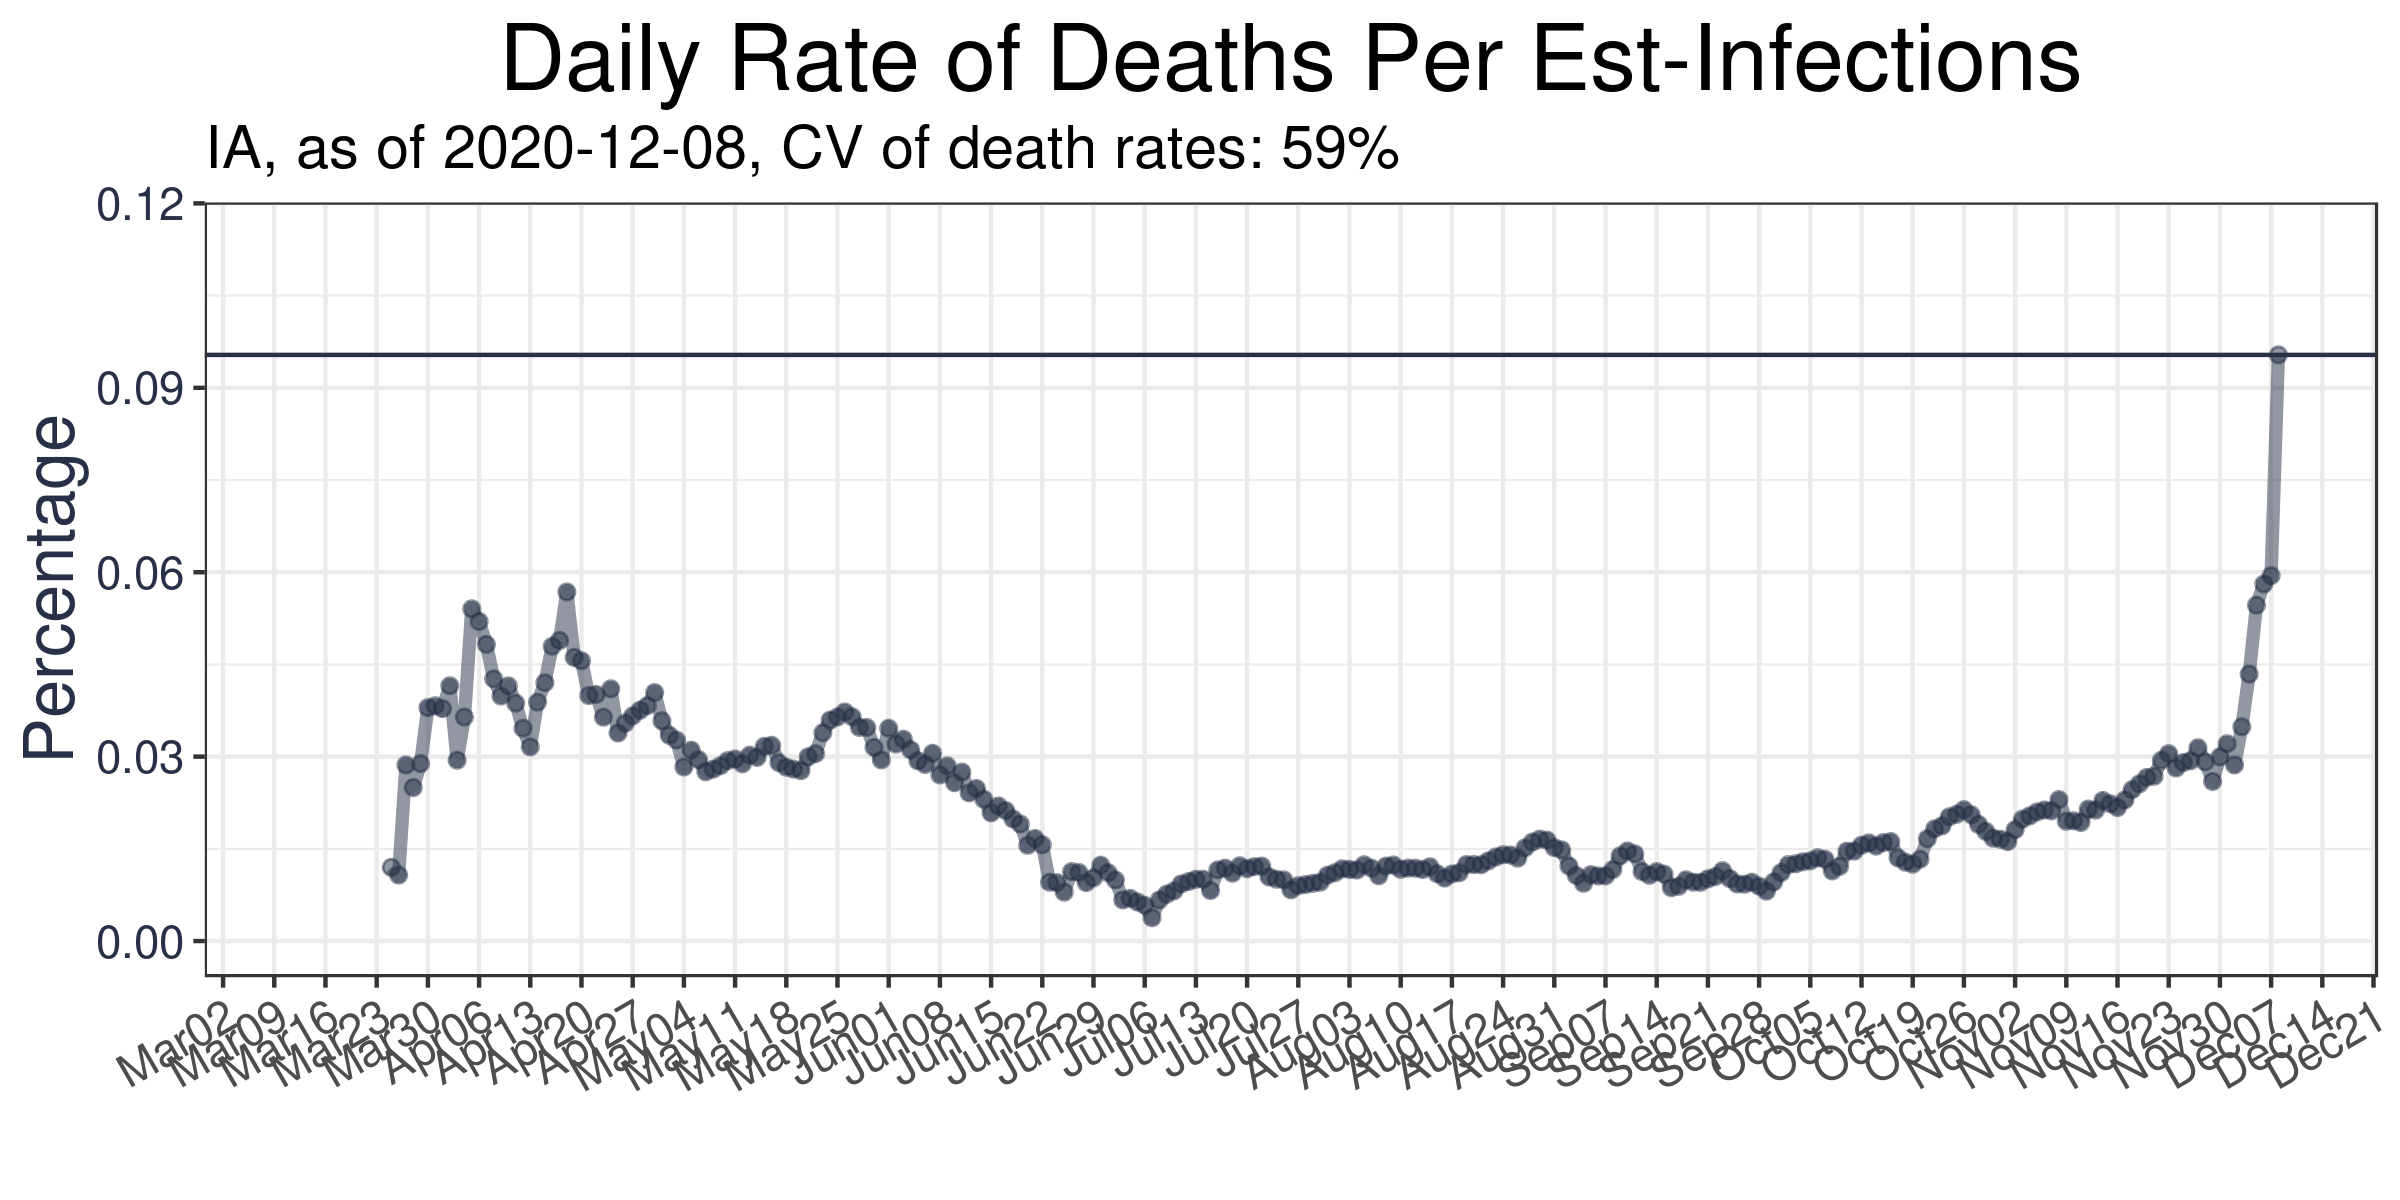 Daily Rate of Deaths Per Est-Infections
IA, as of 2020-12-08, CV of death rates: 59%
Percentage
0.12
0.09
0.06
0.03
0.00
Mar02
Mar09
Mar16
Mar23
Mar30
Apr06
Apr13
Apr20
Apr27
May04
May11
May18
May25
Jun01
Jun08
Jun15
Jun22
Jun29
Jul06
Jul13
Jul20
Jul27
Aug03
Aug10
Aug17
Aug24
Aug31
Sep07
Sep14
Sep21
Sep28
Oct05
Oct12
Oct19
Oct26
Nov02
Nov09
Nov16
Nov23
Nov30
Dec07
Dec14
Dec21